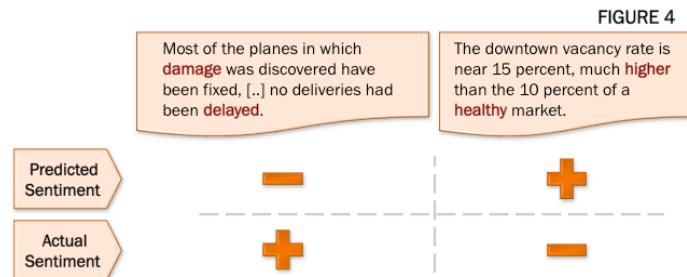 FIGURE 4
Most of the planes in which
damage was discovered have
been fixed, [..] no deliveries had
been delayed.
The downtown vacancy rate is
near 15 percent, much higher
than the 10 percent of a
healthy market.
Predicted
Sentiment
Actual
Sentiment